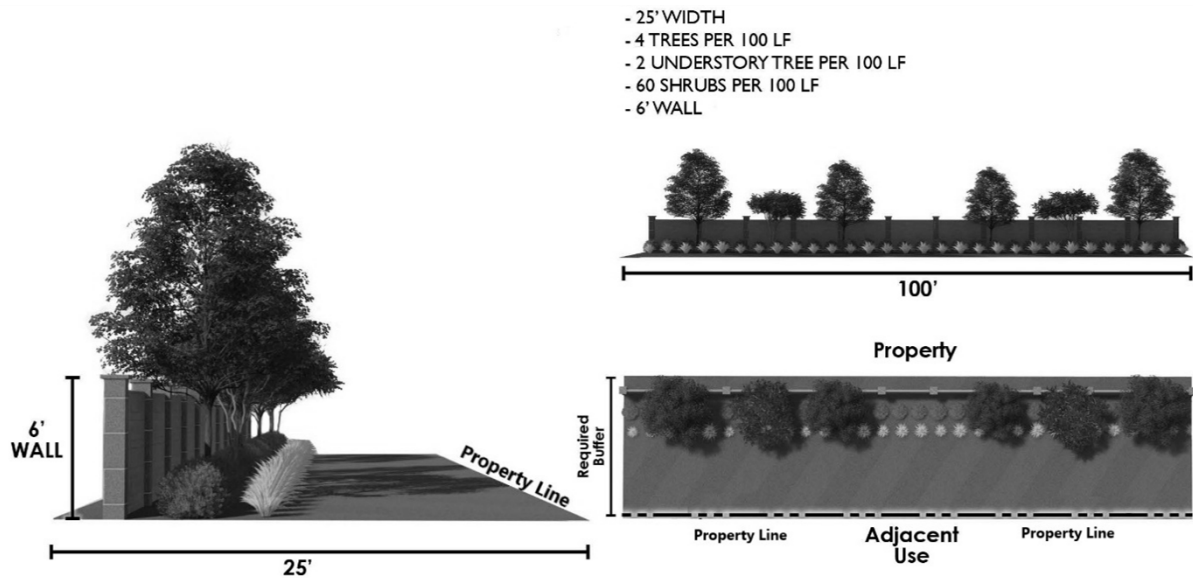 - 25' WIDTH
- 4 TREES PER 100 LF
- 2 UNDERSTORY TREE PER 100 LF
- 60 SHRUBS PER 100 LF
- 6' WALL
100'
6'
WALL
Property Line
25'
Property
Required
Buffer
Property Line
Adjacent
Use
Property Line